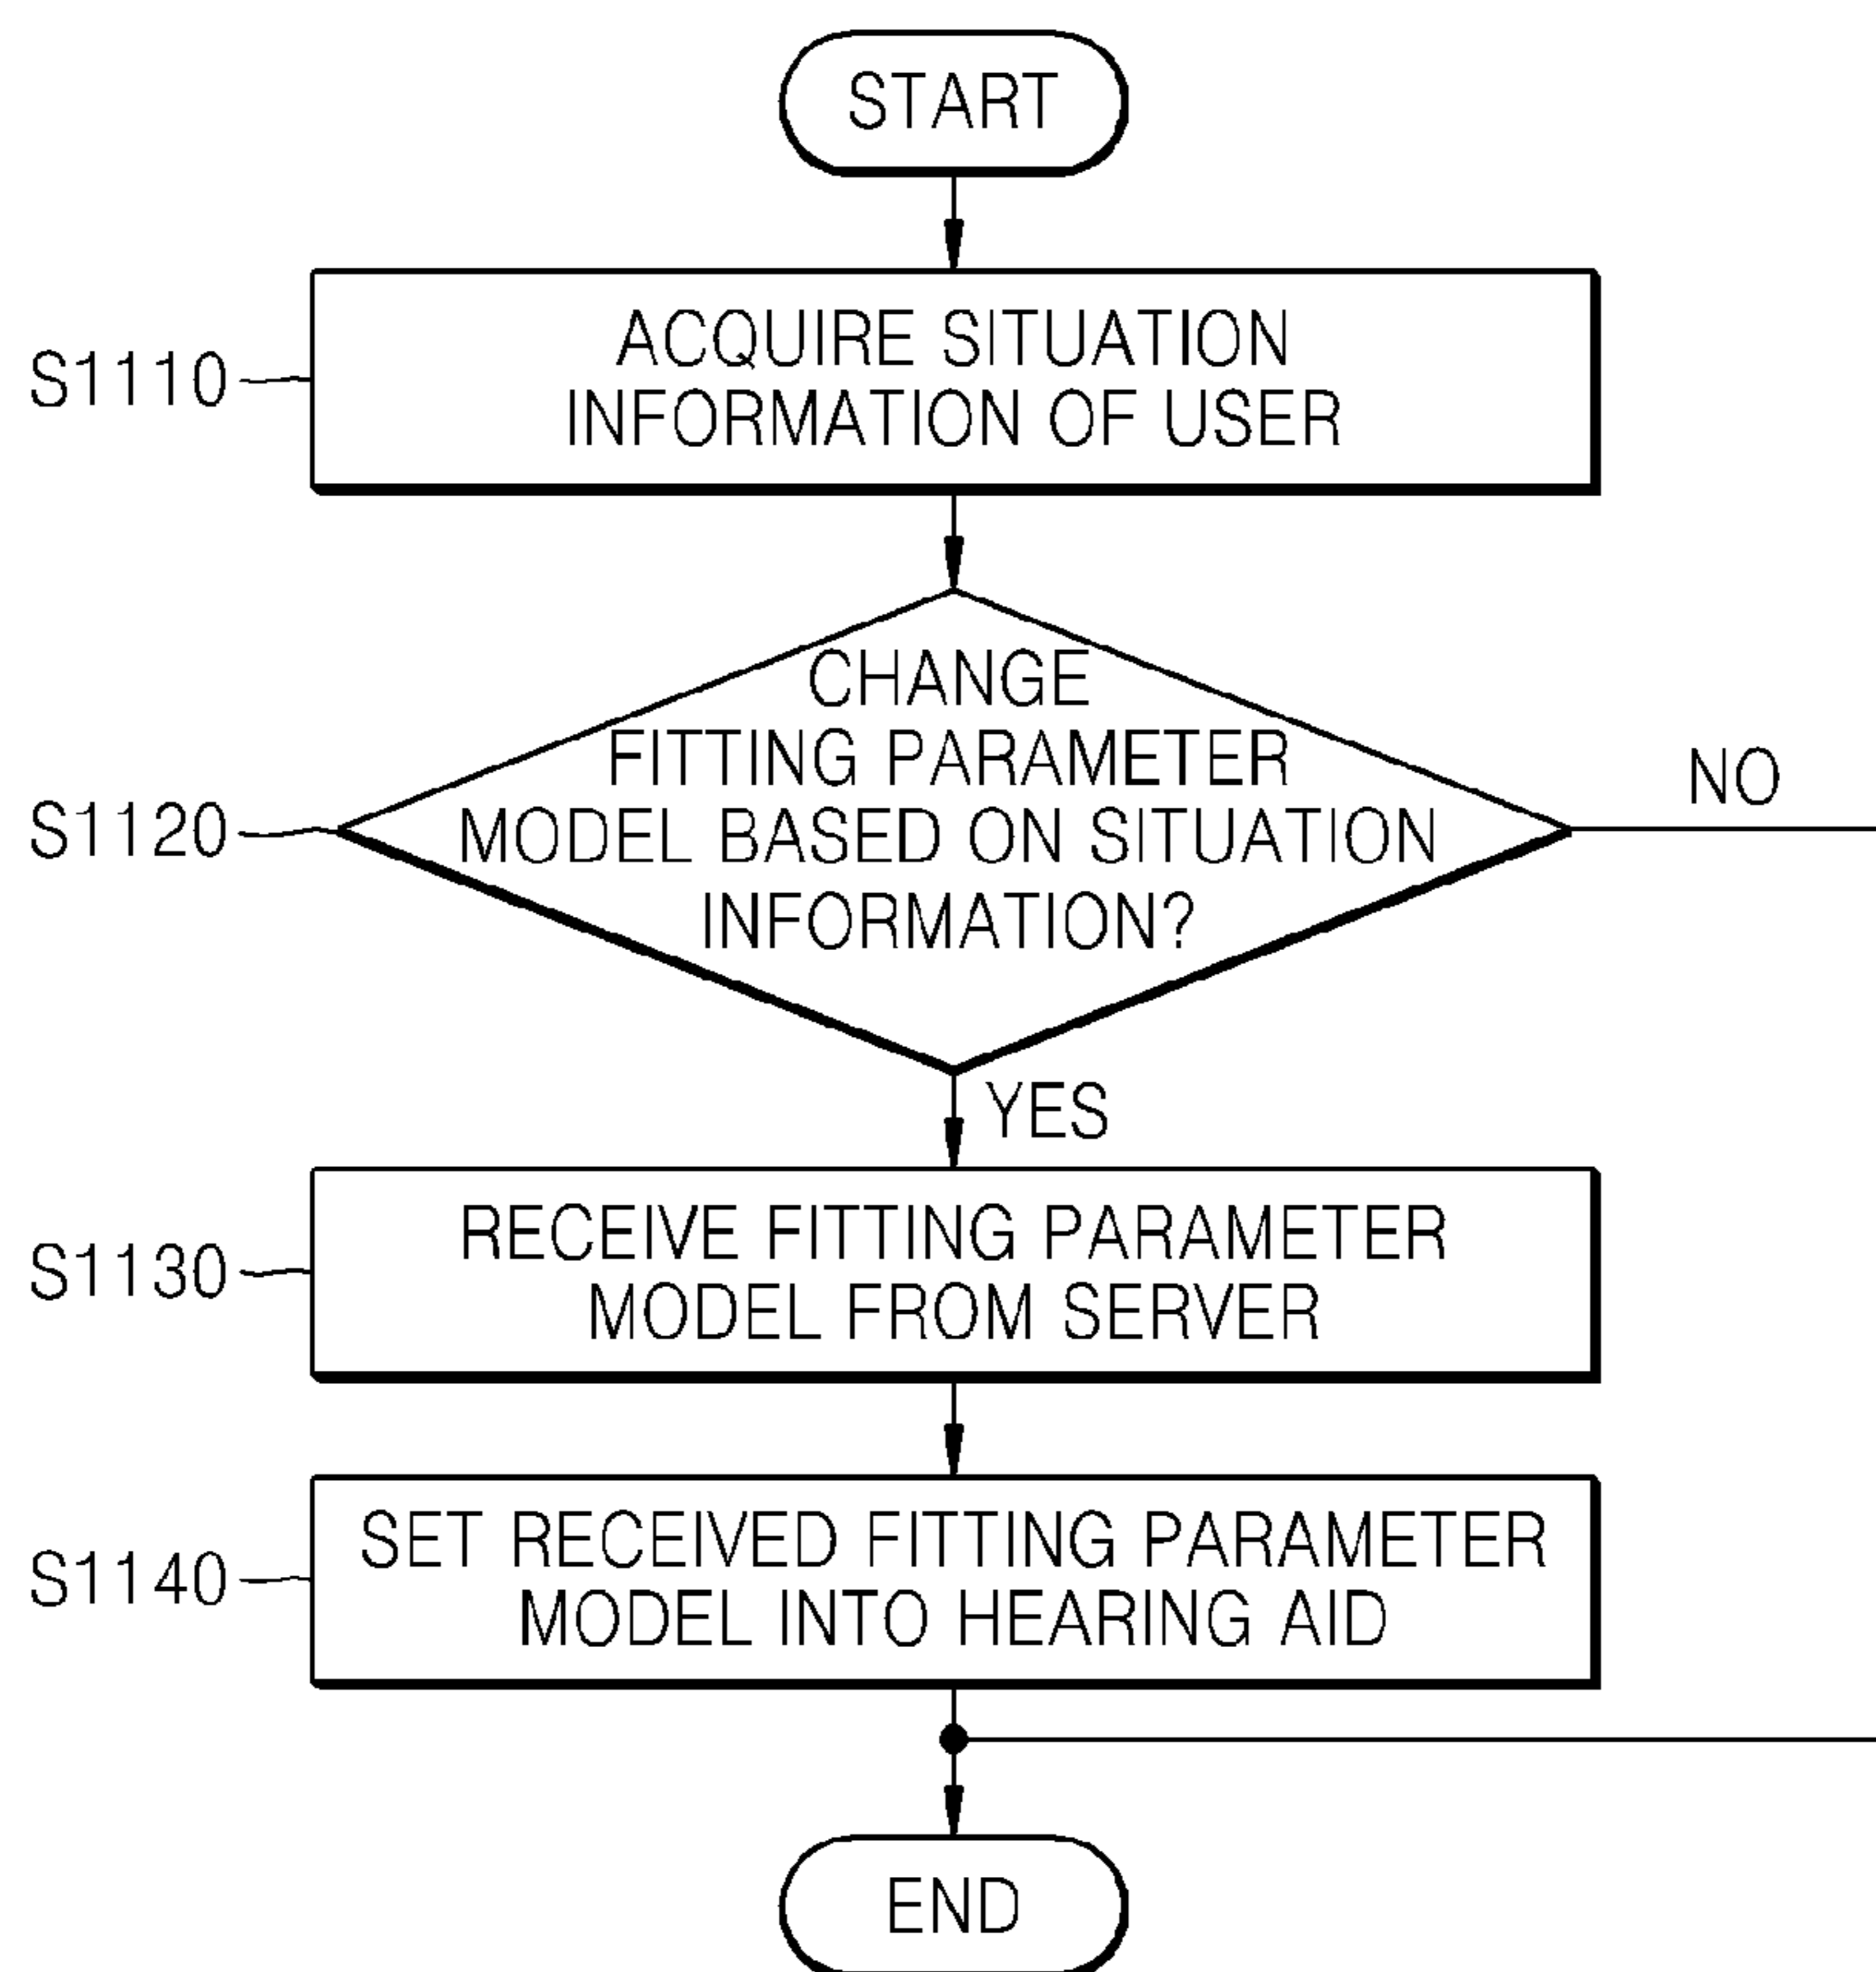 START
S1110
ACQUIRE SITUATION
INFORMATION OF USER
S1120
CHANGE
FITTING PARAMETER
MODEL BASED ON SITUATION
INFORMATION?
NO
YES
S1130
RECEIVE FITTING PARAMETER
MODEL FROM SERVER
S1140
SET RECEIVED FITTING PARAMETER
MODEL INTO HEARING AID
END